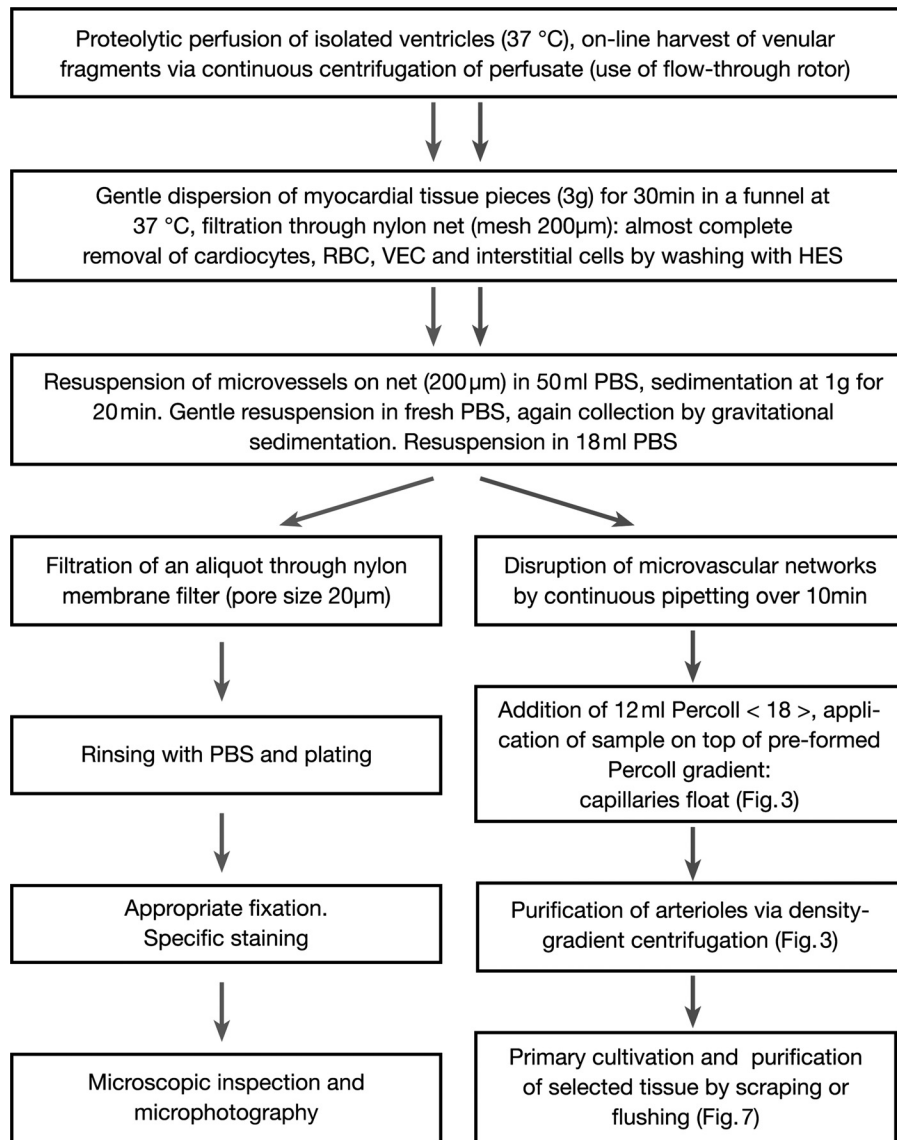 Proteolytic perfusion of isolated ventricles (37 °C), on-line harvest of venular
fragments via continuous centrifugation of perfusate (use of flow-through rotor)
Gentle dispersion of myocardial tissue pieces (3g) for 30min in a funnel at
37 °C, filtration through nylon net (mesh 200µm): almost complete
removal of cardiocytes, RBC, VEC and interstitial cells by washing with HES
Resuspension of microvessels on net (200µm) in 50ml PBS, sedimentation at 1g for
20min. Gentle resuspension in fresh PBS, again collection by gravitational
sedimentation. Resuspension in 18ml PBS
Filtration of an aliquot through nylon
membrane filter (pore size 20µm)
Rinsing with PBS and plating
Appropriate fixation.
Specific staining
Microscopic inspection and
microphotography
Disruption of microvascular networks
by continuous pipetting over 10min
Addition of 12ml Percoll < 18 >, appli-
cation of sample on top of pre-formed
Percoll gradient:
capillaries float (Fig.3)
Purification of arterioles via density-
gradient centrifugation (Fig.3)
Primary cultivation and purification
of selected tissue by scraping or
flushing (Fig.7)